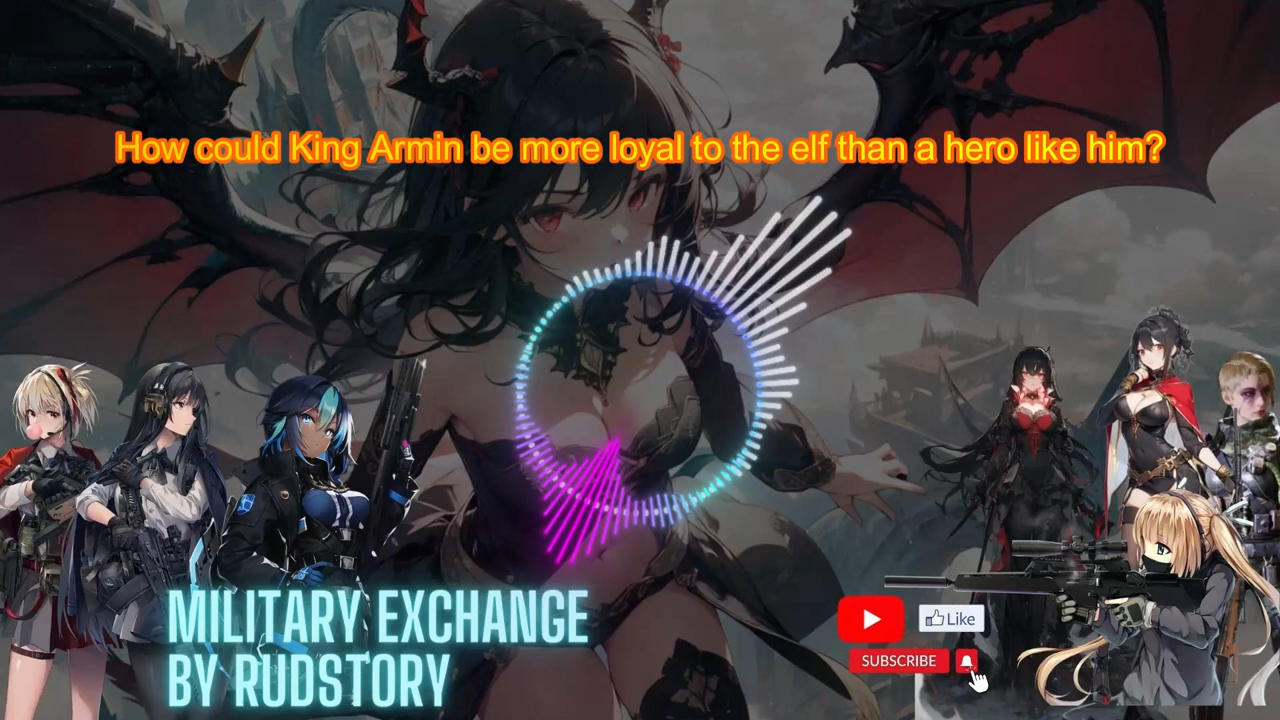 How could King Armin be more loyal to the elf than a hero like him?
MILITARY EXCHANGE
BY RUDSTORY
Like
SUBSCRIBE